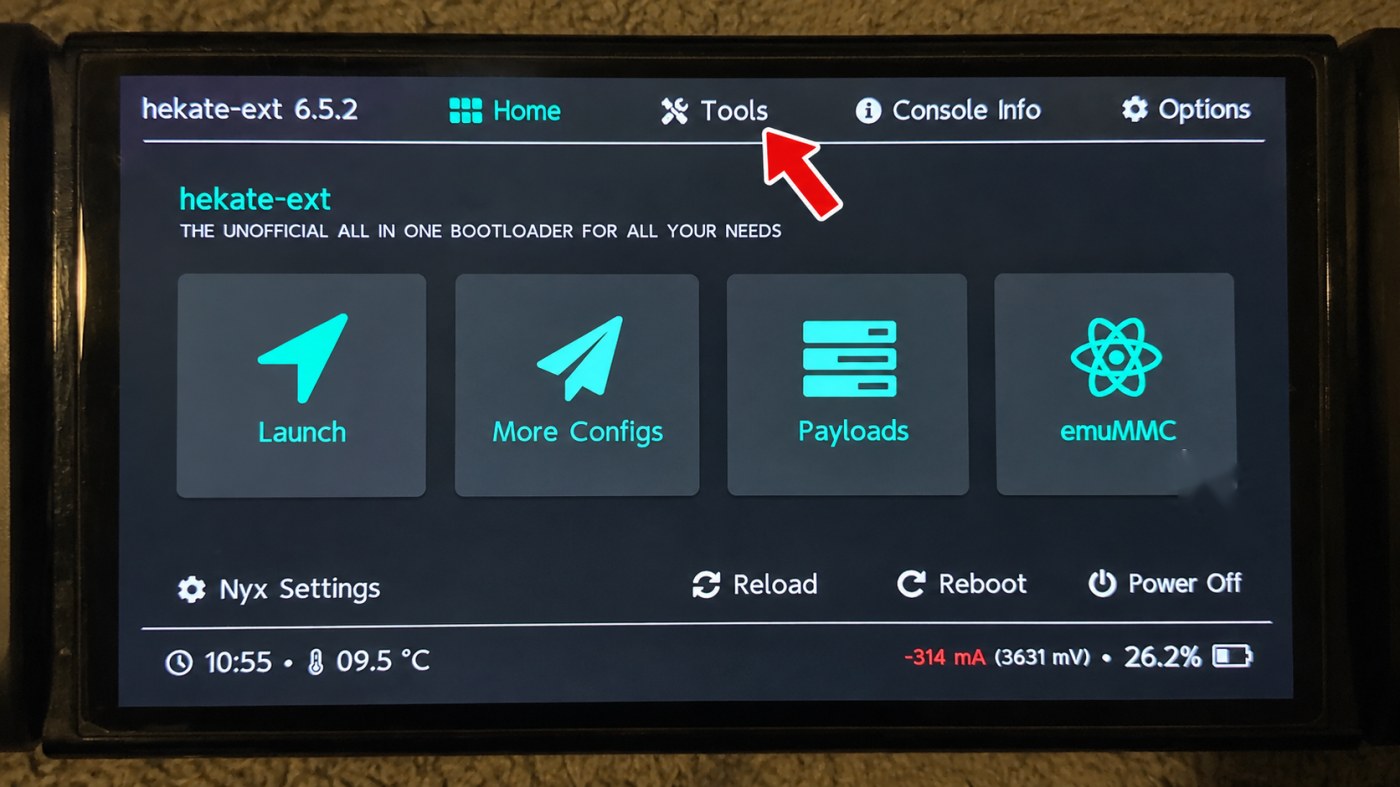 hekate-ext 6.5.2 Home Tools Console Info Options
hekate-ext
THE UNOFFICIAL ALL IN ONE BOOTLOADER FOR ALL YOUR NEEDS
Launch More Configs Payloads emuMMC
Nyx Settings Reload Reboot Power Off
10:55 • 09.5 °C -314 mA (3631 mV) • 26.2%